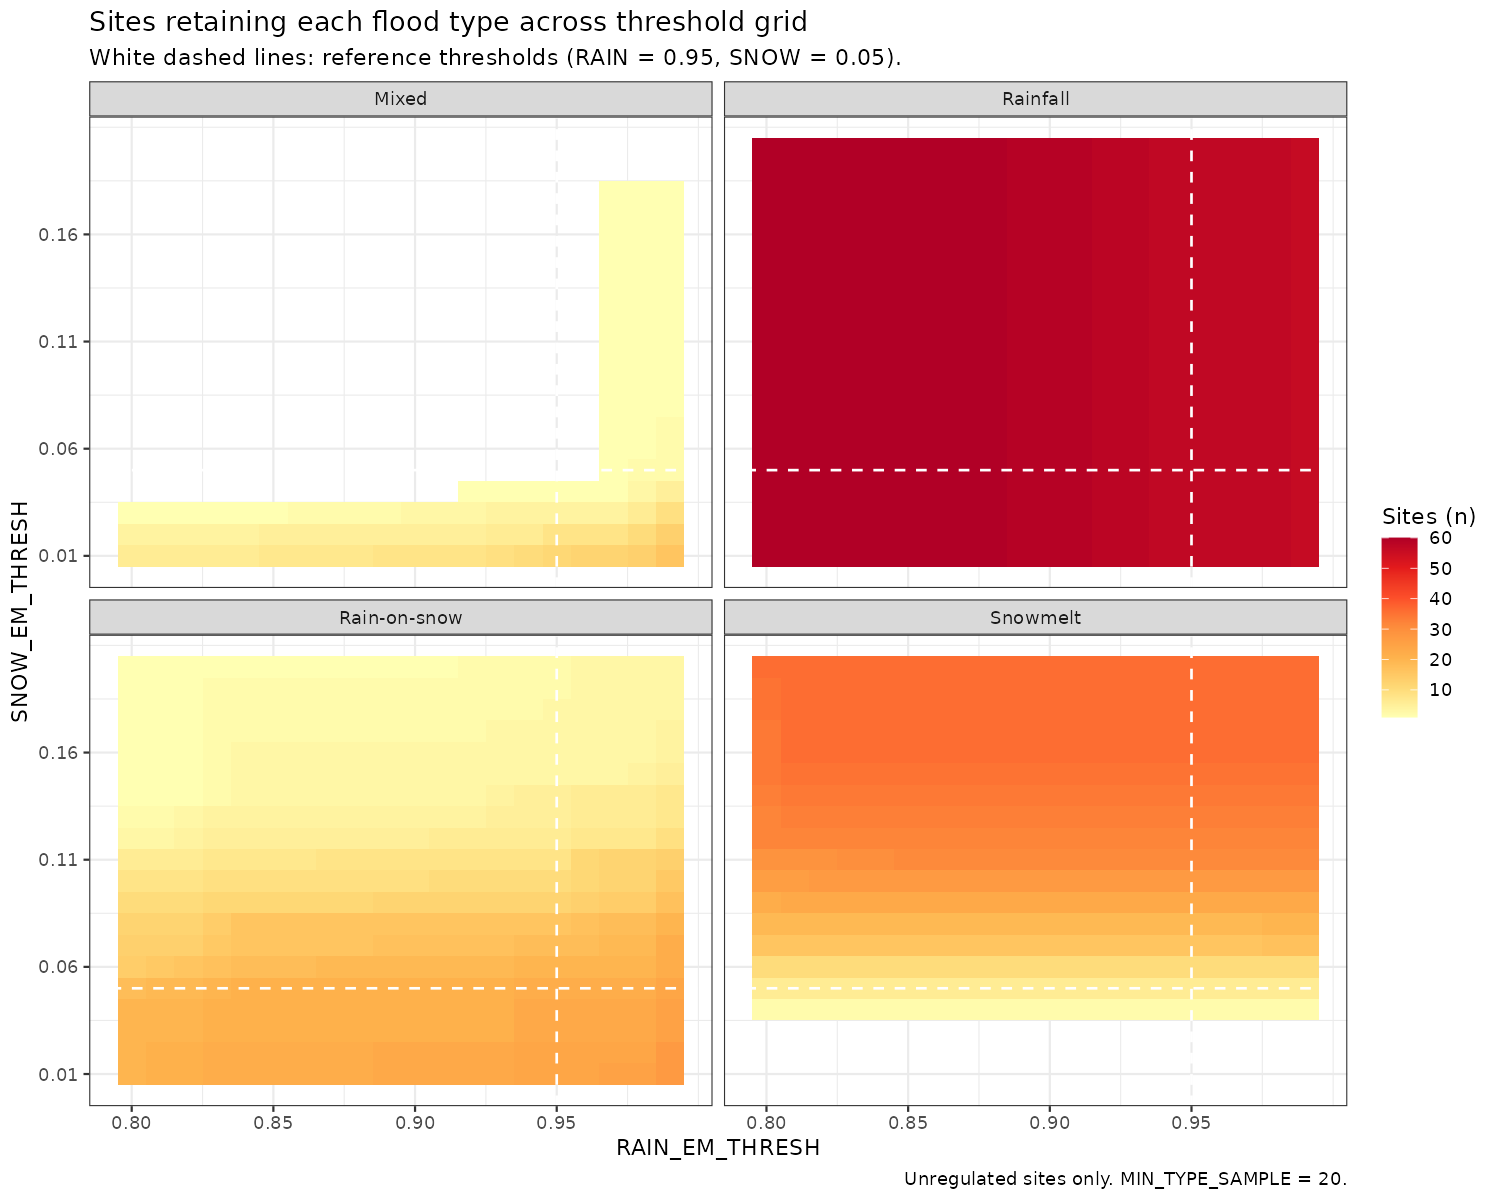 Sites retaining each flood type across threshold grid
White dashed lines: reference thresholds (RAIN = 0.95, SNOW = 0.05).
Mixed
Rainfall
0.16
0.11
0.06
0.01
Rain-on-snow
Snowmelt
0.16
0.11
0.06
0.01
0.80
0.85
0.90
0.95
0.80
0.85
0.90
0.95
SNOW_EM_THRESH
RAIN_EM_THRESH
Sites (n)
60
50
40
30
20
10
Unregulated sites only. MIN_TYPE_SAMPLE = 20.